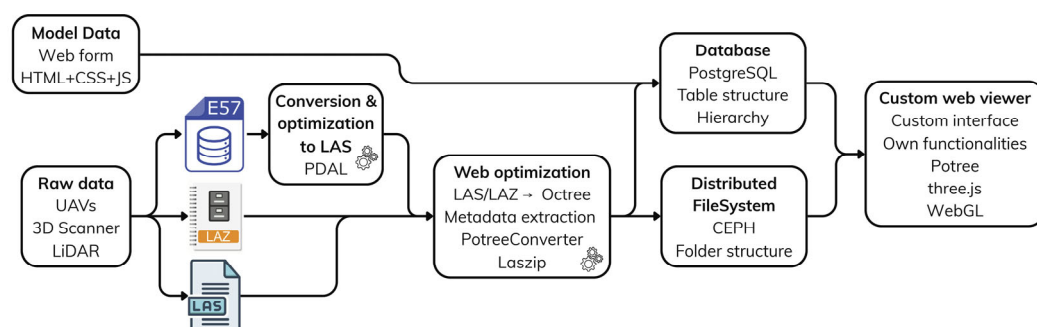 Model Data
Web form
HTML+CSS+JS
Raw data
UAVs
3D Scanner
LiDAR
E57
LAZ
LAS
Conversion &
optimization
to LAS
PDAL
Web optimization
LAS/LAZ → Octree
Metadata extraction
PotreeConverter
Laszip
Database
PostgreSQL
Table structure
Hierarchy
Distributed
FileSystem
CEPH
Folder structure
Custom web viewer
Custom interface
Own functionalities
Potree
three.js
WebGL